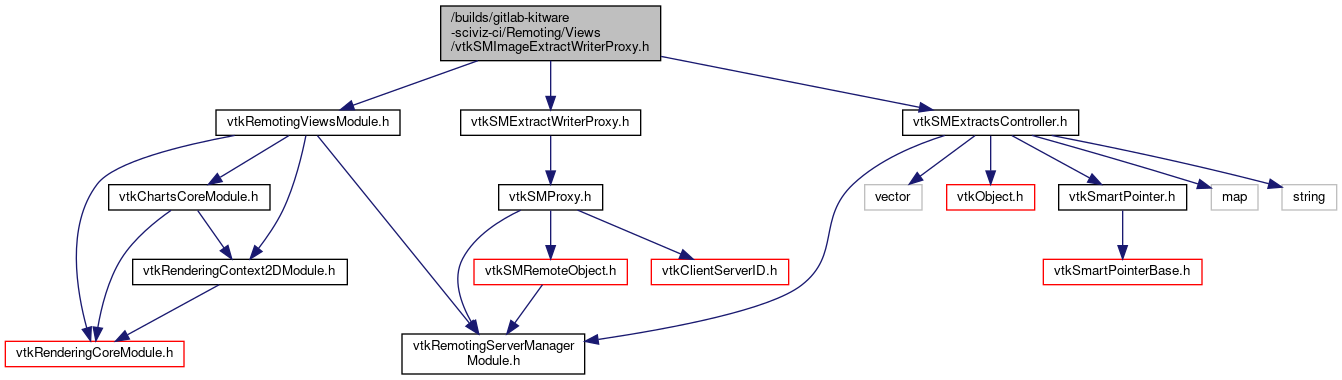 /builds/gitlab-kitware
-sciviz-ci/Remoting/Views
/vtkSMImageExtractWriterProxy.h
vtkRemotingViewsModule.h
vtkSMExtractWriterProxy.h
vtkSMExtractsController.h
vtkChartsCoreModule.h
vtkSMProxy.h
vector
vtkObject.h
vtkSmartPointer.h
map
string
vtkRenderingContext2DModule.h
vtkSMRemoteObject.h
vtkClientServerID.h
vtkSmartPointerBase.h
vtkRenderingCoreModule.h
vtkRemotingServerManager
Module.h